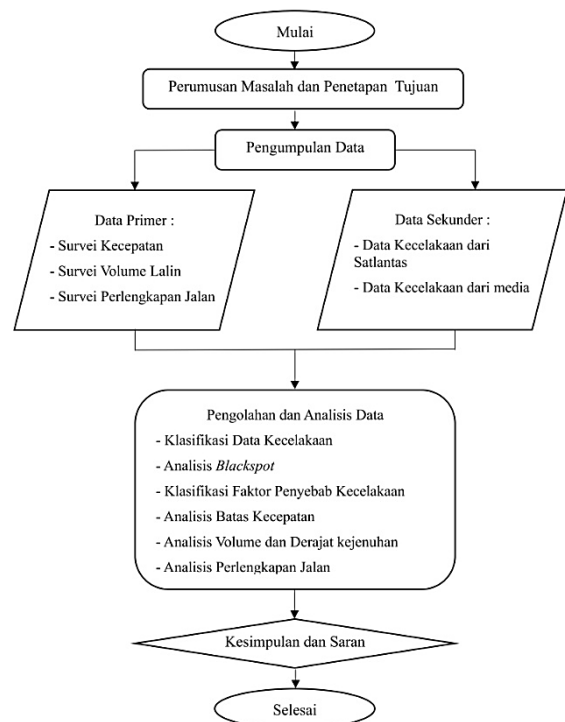 Mulai
Perumusan Masalah dan Penetapan Tujuan
Pengumpulan Data
Data Primer :
- Survei Kecepatan
- Survei Volume Lalin
- Survei Perlengkapan Jalan
Data Sekunder :
- Data Kecelakaan dari
Satlantas
- Data Kecelakaan dari media
Pengolahan dan Analisis Data
- Klasifikasi Data Kecelakaan
- Analisis Blackspot
- Klasifikasi Faktor Penyebab Kecelakaan
- Analisis Batas Kecepatan
- Analisis Volume dan Derajat kejenuhan
- Analisis Perlengkapan Jalan
Kesimpulan dan Saran
Selesai